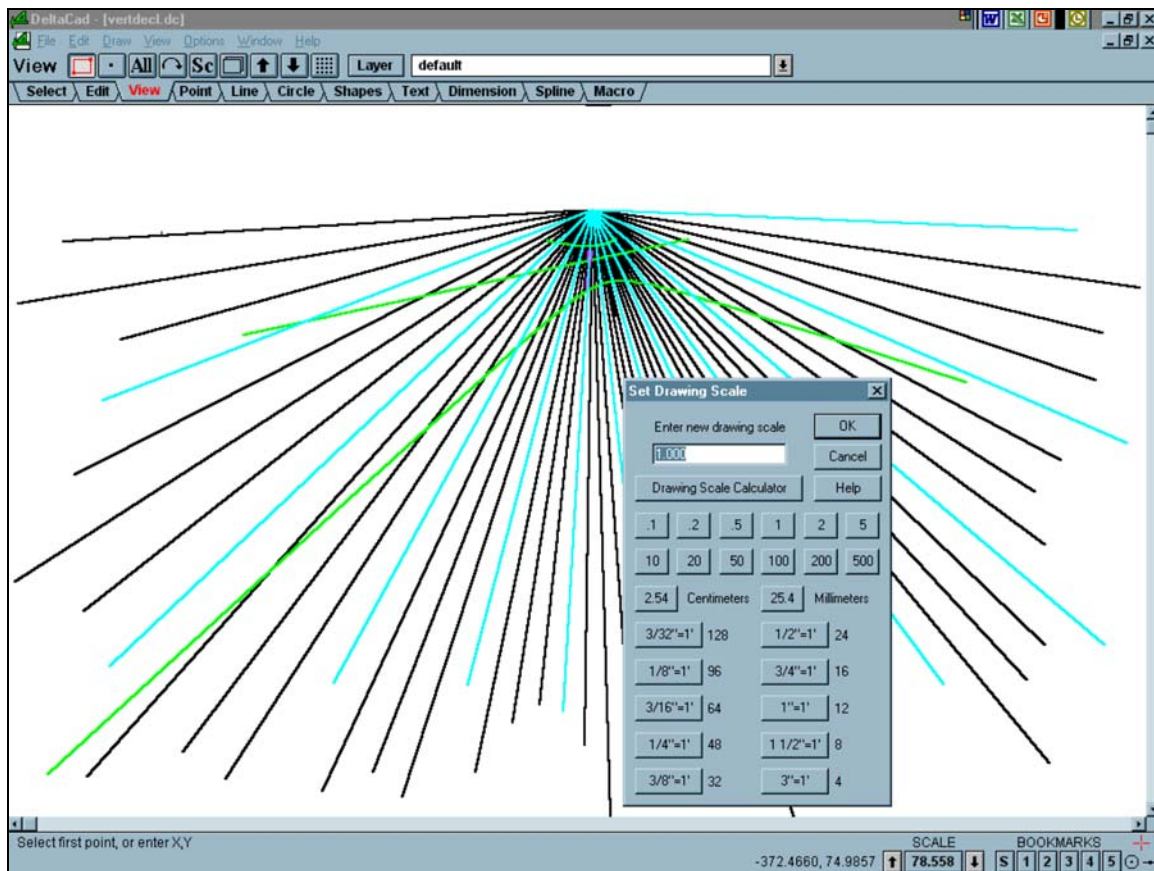 DeltaCad - [vertdecl.dc]
File Edit Draw View Options Window Help
View All Sc Layer default
Select Edit View Point Line Circle Shapes Text Dimension Spline Macro
Set Drawing Scale
Enter new drawing scale OK
1.000 Cancel
Drawing Scale Calculator Help
.1 .2 .5 1 2 5
10 20 50 100 200 500
2.54 Centimeters 25.4 Millimeters
3/32"=1' 128 1/2"=1' 24
1/8"=1' 96 3/4"=1' 16
3/16"=1' 64 1"=1' 12
1/4"=1' 48 1 1/2"=1' 8
3/8"=1' 32 3"=1' 4
Select first point, or enter X,Y SCALE BOOKMARKS
-372.4660, 74.9857 78.558 S 1 2 3 4 5